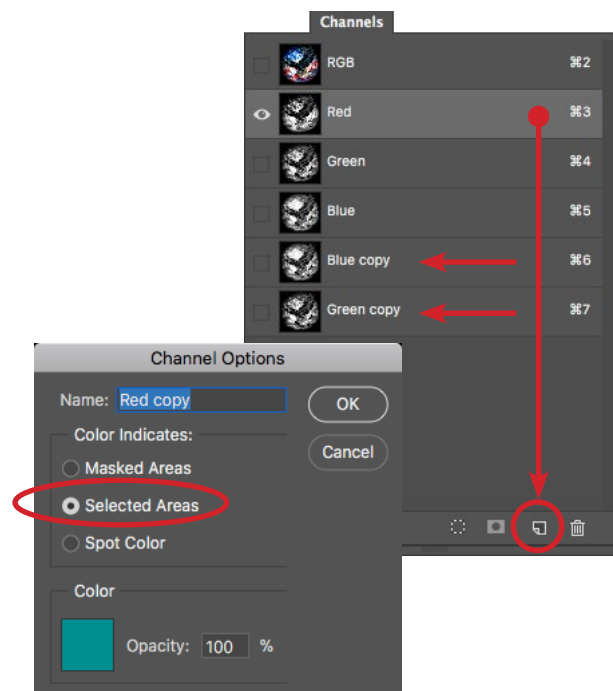 Channels
RGB ⌘2
Red ⌘3
Green ⌘4
Blue ⌘5
Blue copy ⌘6
Green copy ⌘7
Channel Options
Name: Red copy
OK
Color Indicates:
Cancel
Masked Areas
Selected Areas
Spot Color
Color
Opacity: 100 %